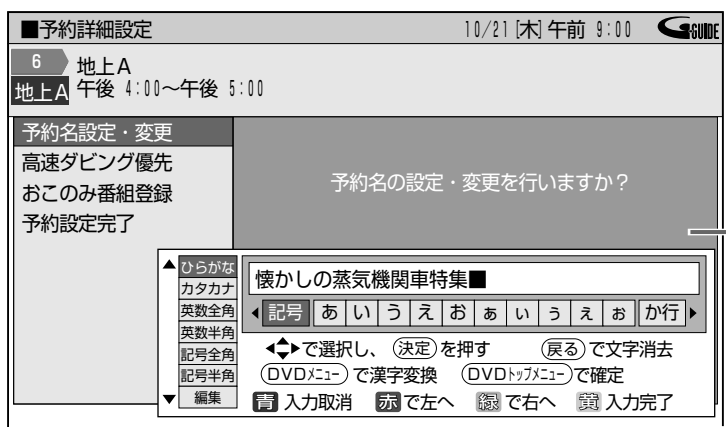 ■予約詳細設定 10/21[木]午前 9:00 G-GUIDE
6 地上A
地上A 午後 4:00～午後 5:00
予約名設定・変更
高速ダビング優先
おこのみ番組登録
予約設定完了
予約名の設定・変更を行いますか？
▲ ひらがな
カタカナ
英数全角
英数半角
記号全角
記号半角
▼ 編集
懐かしの蒸気機関車特集■
◀ 記号 あ い う え お ぁ ぃ ぅ ぇ ぉ か行 ▶
で選択し、 決定 を押す 戻る で文字消去
DVDメニュー で漢字変換 DVDトップメニュー で確定
青 入力取消 赤 で左へ 緑 で右へ 黄 入力完了